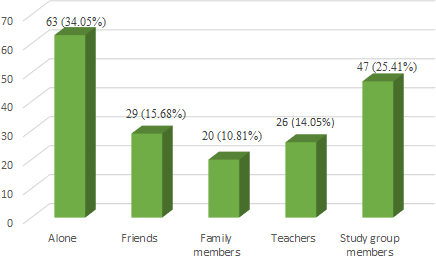 70
60
50
40
30
20
10
0
63 (34.05%)
29 (15.68%)
20 (10.81%)
26 (14.05%)
47 (25.41%)
Alone
Friends
Family
members
Teachers
Study group
members